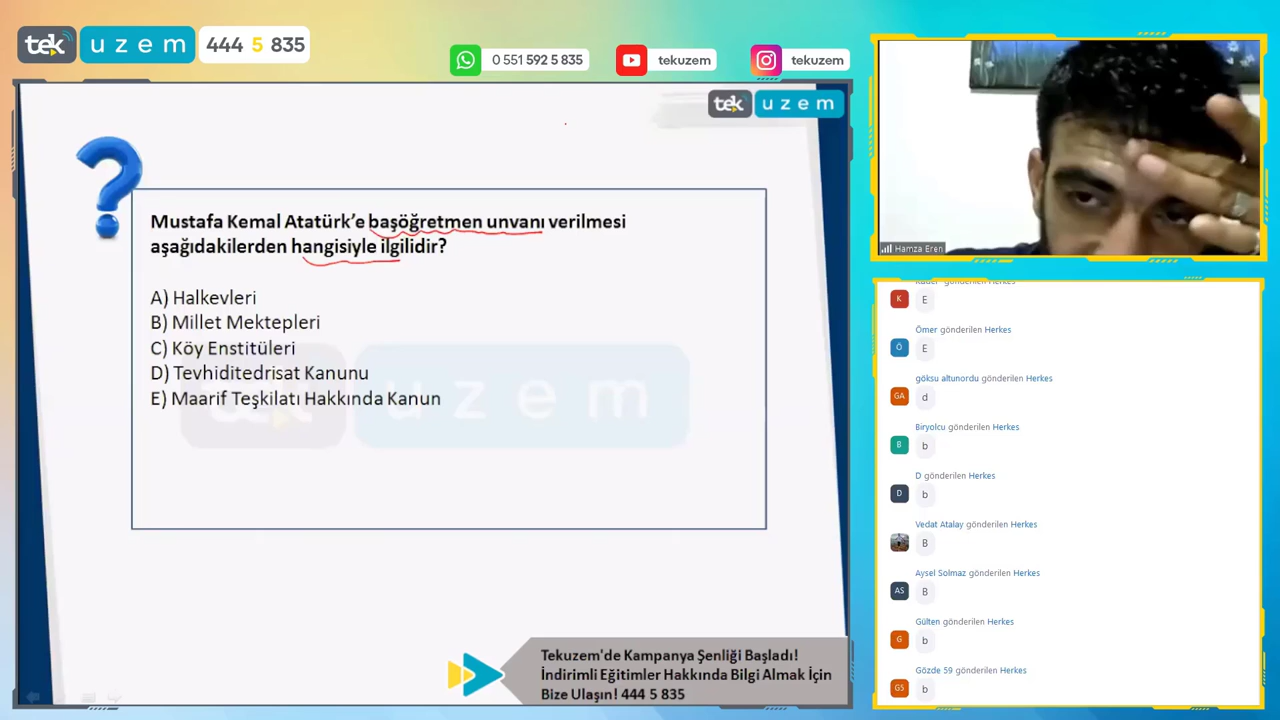 tek uzem 444 5 835
0 551 592 5 835
tekuzem
tekuzem
tek uzem
Mustafa Kemal Atatürk'e başöğretmen unvanı verilmesi
aşağıdakilerden hangisiyle ilgilidir?
A) Halkevleri
B) Millet Mektepleri
C) Köy Enstitüleri
D) Tevhiditedrisat Kanunu
E) Maarif Teşkilatı Hakkında Kanun
uzem
Tekuzem'de Kampanya Şenliği Başladı!
İndirimli Eğitimler Hakkında Bilgi Almak İçin
Bize Ulaşın! 444 5 835
Hamza Eren
gönderilen Herkes
K
E
Ömer gönderilen Herkes
Ö
E
göksu altunordu gönderilen Herkes
GA
d
Biryolcu gönderilen Herkes
B
b
D gönderilen Herkes
D
b
Vedat Atalay gönderilen Herkes
B
Aysel Solmaz gönderilen Herkes
AS
B
Gülten gönderilen Herkes
G
b
Gözde 59 gönderilen Herkes
G5
b